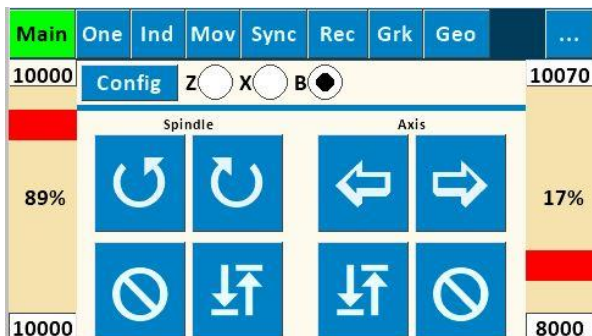 Main One Ind Mov Sync Rec Grk Geo ...
10000 Config Z X B 10070
Spindle Axis
89% 17%
10000 8000